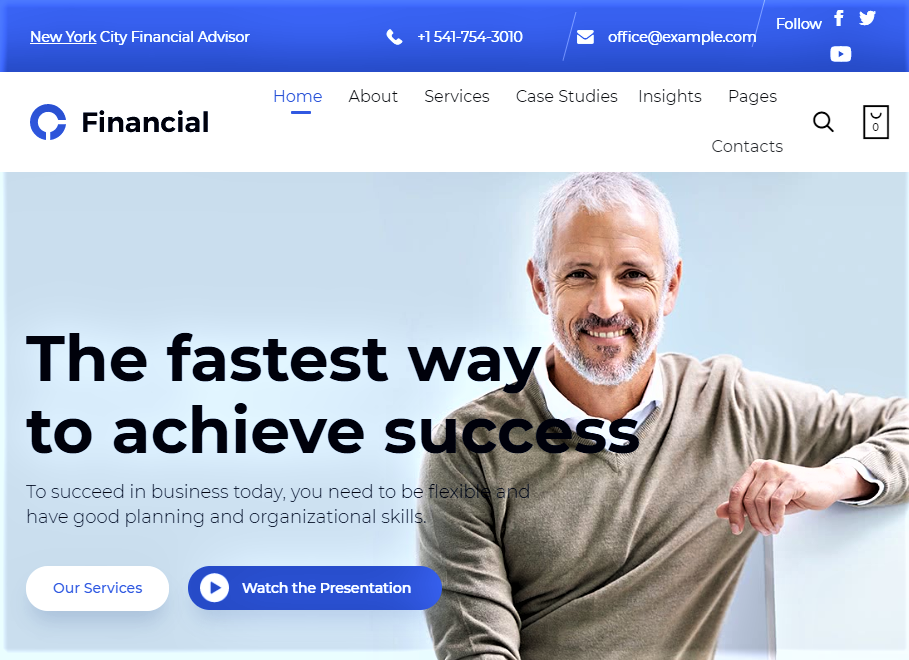 New York City Financial Advisor
+1 541-754-3010
office@example.com
Follow
Financial
Home About Services Case Studies Insights Pages
Contacts
0
The fastest way
to achieve success
To succeed in business today, you need to be flexible and
have good planning and organizational skills.
Our Services
Watch the Presentation